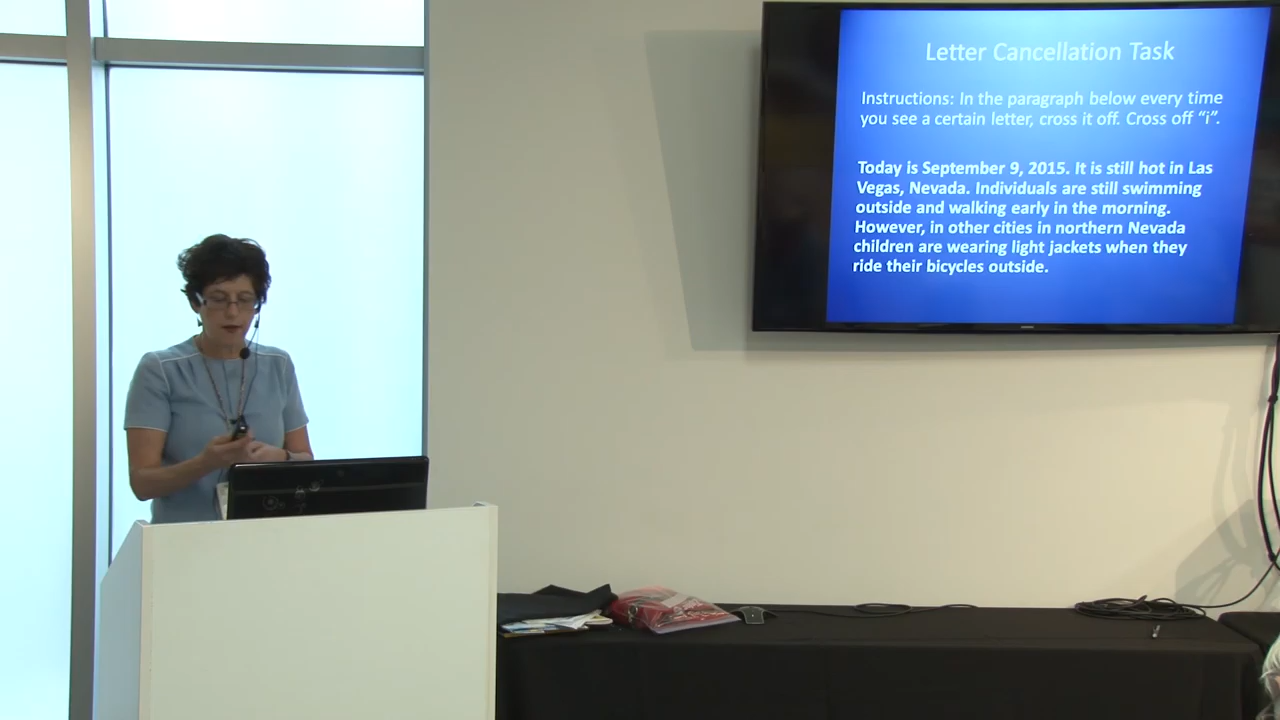 Letter Cancellation Task
Instructions: In the paragraph below every time
you see a certain letter, cross it off. Cross off “i”.
Today is September 9, 2015. It is still hot in Las
Vegas, Nevada. Individuals are still swimming
outside and walking early in the morning.
However, in other cities in northern Nevada
children are wearing light jackets when they
ride their bicycles outside.